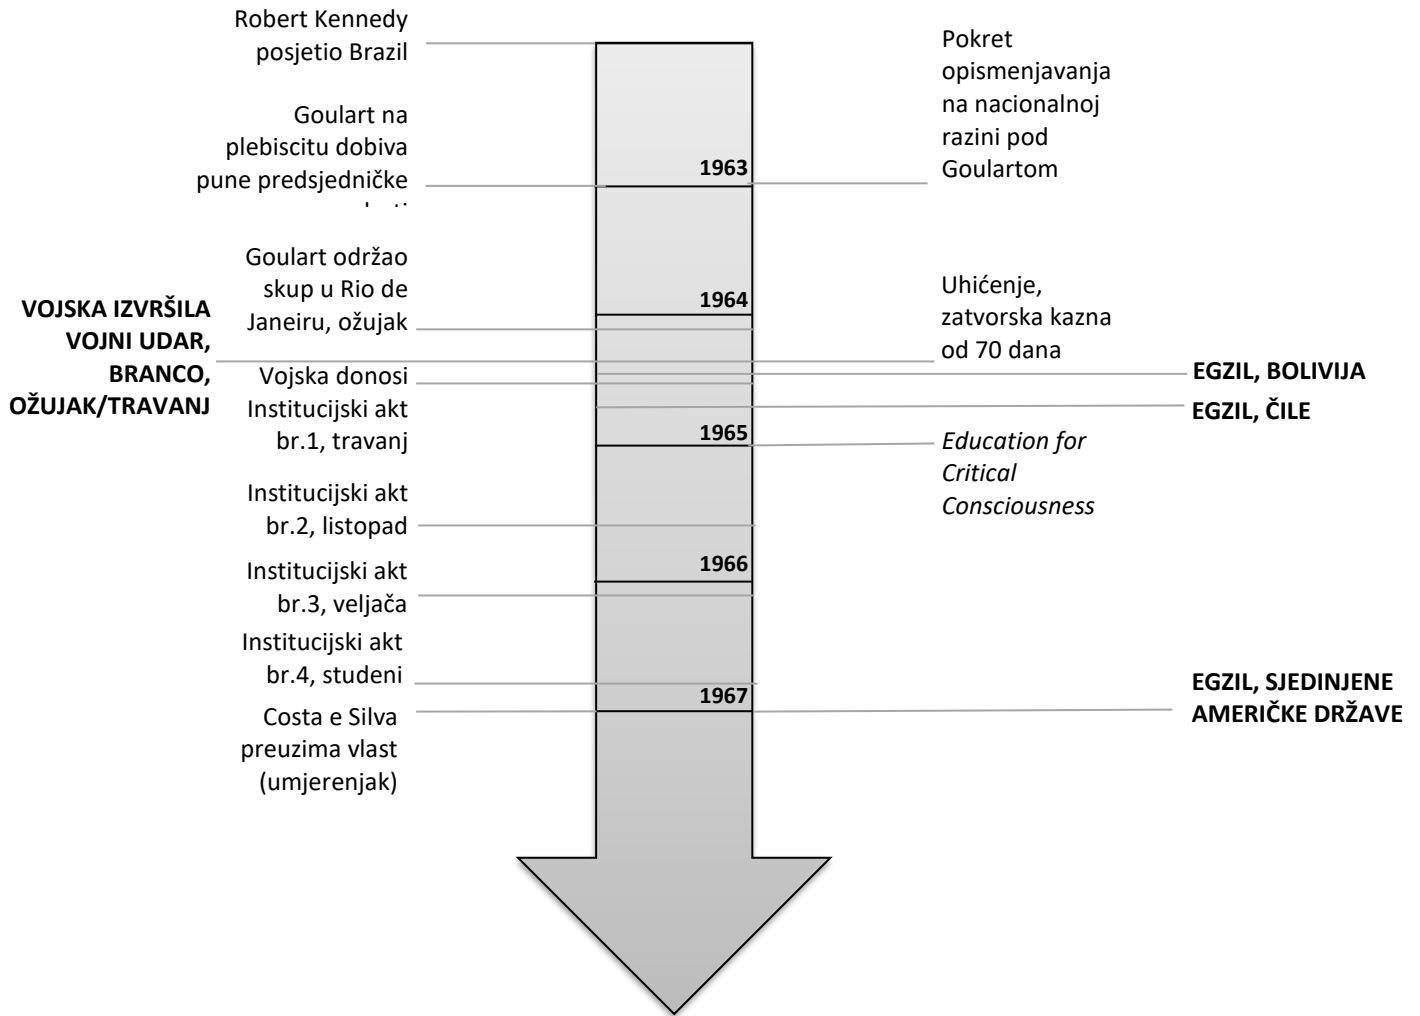 Robert Kennedy
posjetio Brazil
Goulart na
plebiscitu dobiva
pune predsjedničke
Pokret
opismenjavanja
na nacionalnoj
razini pod
Goulartom
1963
Goulart održao
skup u Rio de
Janeiru, ožujak
1964
VOJSKA IZVRŠILA
VOJNI UDAR,
BRANCO,
OŽUJAK/TRAVANJ
Uhićenje,
zatvorska kazna
od 70 dana
Vojska donosi
Institucijski akt
br.1, travanj
EGZIL, BOLIVIJA
EGZIL, ČILE
1965
Education for
Critical
Consciousness
Institucijski akt
br.2, listopad
1966
Institucijski akt
br.3, veljača
Institucijski akt
br.4, studeni
1967
Costa e Silva
preuzima vlast
(umjerenjak)
EGZIL, SJEDINJENE
AMERIČKE DRŽAVE